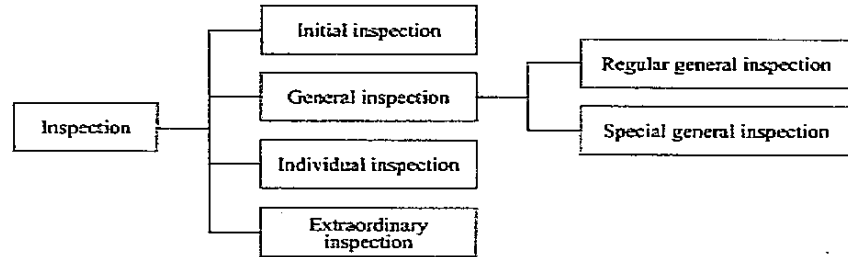 Initial inspection
General inspection
Regular general inspection
Inspection
Special general inspection
Individual inspection
Extraordinary
inspection